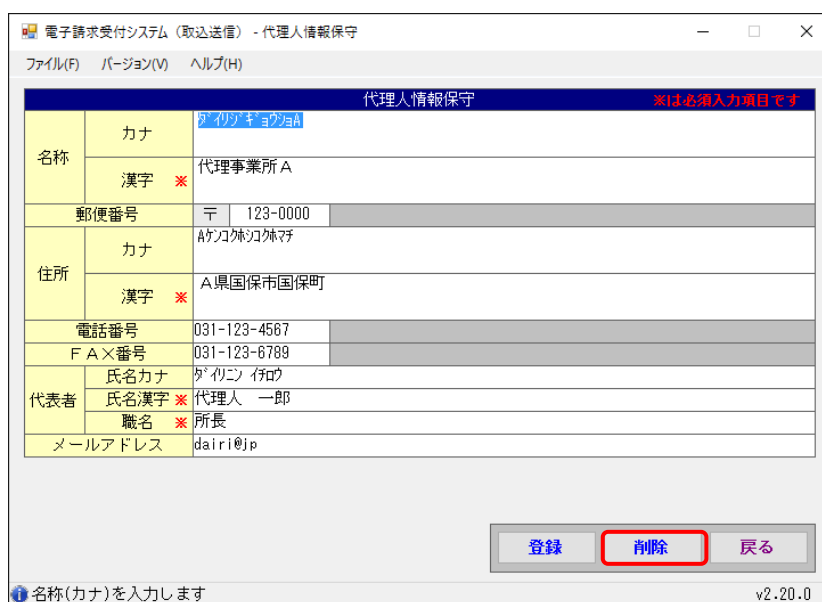 電子請求受付システム（取込送信） - 代理人情報保守
ファイル(F) バージョン(V) ヘルプ(H)
代理人情報保守 ※は必須入力項目です
名称 カナ ﾀﾞｲﾘｼﾞｷﾞｮｳｼｮA
漢字 ※ 代理事業所Ａ
郵便番号 〒 123-0000
住所 カナ Aｹﾝｺｸﾎｼｺｸﾎﾏﾁ
漢字 ※ Ａ県国保市国保町
電話番号 031-123-4567
ＦＡＸ番号 031-123-6789
代表者 氏名カナ ﾀﾞｲﾘﾆﾝ ｲﾁﾛｳ
氏名漢字 ※ 代理人　一郎
職名 ※ 所長
メールアドレス dairi@jp
登録 削除 戻る
名称(カナ)を入力します v2.20.0